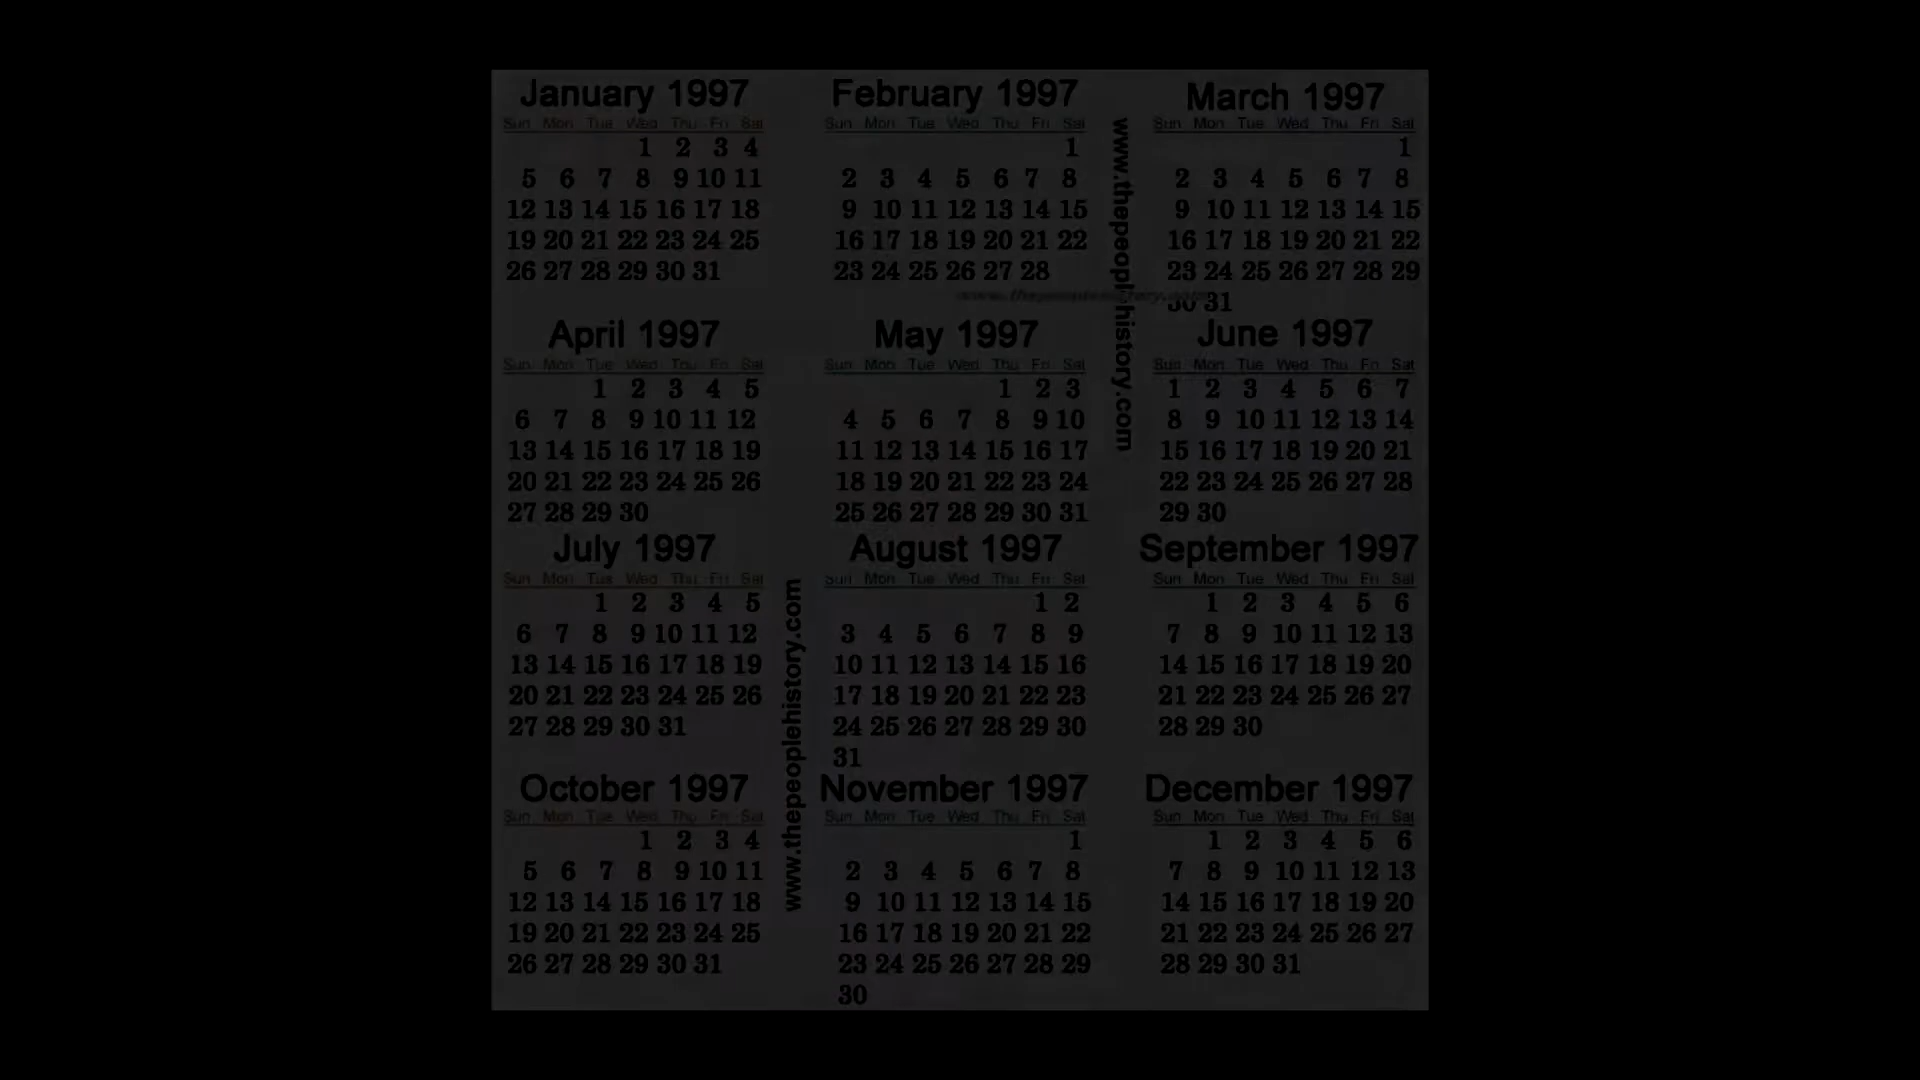 January 1997
Sun Mon Tue Wed Thu Fri Sat
1 2 3 4
5 6 7 8 9 10 11
12 13 14 15 16 17 18
19 20 21 22 23 24 25
26 27 28 29 30 31
February 1997
Sun Mon Tue Wed Thu Fri Sat
1
2 3 4 5 6 7 8
9 10 11 12 13 14 15
16 17 18 19 20 21 22
23 24 25 26 27 28
www.thepeoplehistory.com
www.thepeoplehistory.com
March 1997
Sun Mon Tue Wed Thu Fri Sat
1
2 3 4 5 6 7 8
9 10 11 12 13 14 15
16 17 18 19 20 21 22
23 24 25 26 27 28 29
30 31
April 1997
Sun Mon Tue Wed Thu Fri Sat
1 2 3 4 5
6 7 8 9 10 11 12
13 14 15 16 17 18 19
20 21 22 23 24 25 26
27 28 29 30
May 1997
Sun Mon Tue Wed Thu Fri Sat
1 2 3
4 5 6 7 8 9 10
11 12 13 14 15 16 17
18 19 20 21 22 23 24
25 26 27 28 29 30 31
June 1997
Sun Mon Tue Wed Thu Fri Sat
1 2 3 4 5 6 7
8 9 10 11 12 13 14
15 16 17 18 19 20 21
22 23 24 25 26 27 28
29 30
July 1997
Sun Mon Tue Wed Thu Fri Sat
1 2 3 4 5
6 7 8 9 10 11 12
13 14 15 16 17 18 19
20 21 22 23 24 25 26
27 28 29 30 31
www.thepeoplehistory.com
August 1997
Sun Mon Tue Wed Thu Fri Sat
1 2
3 4 5 6 7 8 9
10 11 12 13 14 15 16
17 18 19 20 21 22 23
24 25 26 27 28 29 30
31
September 1997
Sun Mon Tue Wed Thu Fri Sat
1 2 3 4 5 6
7 8 9 10 11 12 13
14 15 16 17 18 19 20
21 22 23 24 25 26 27
28 29 30
October 1997
Sun Mon Tue Wed Thu Fri Sat
1 2 3 4
5 6 7 8 9 10 11
12 13 14 15 16 17 18
19 20 21 22 23 24 25
26 27 28 29 30 31
November 1997
Sun Mon Tue Wed Thu Fri Sat
1
2 3 4 5 6 7 8
9 10 11 12 13 14 15
16 17 18 19 20 21 22
23 24 25 26 27 28 29
30
December 1997
Sun Mon Tue Wed Thu Fri Sat
1 2 3 4 5 6
7 8 9 10 11 12 13
14 15 16 17 18 19 20
21 22 23 24 25 26 27
28 29 30 31